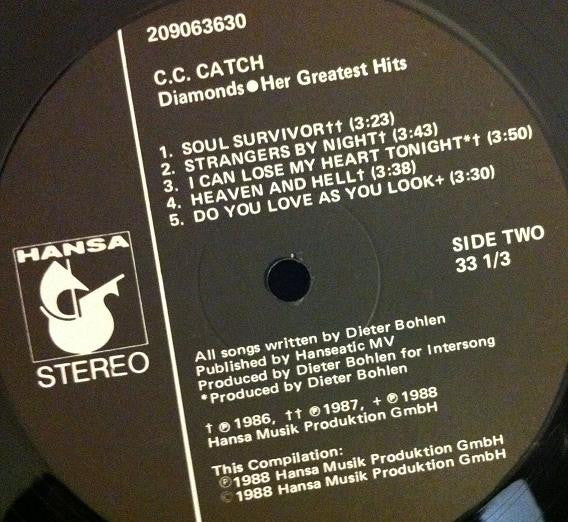 209063630
C.C. CATCH
Diamonds●Her Greatest Hits
1. SOUL SURVIVOR†† (3:23)
2. STRANGERS BY NIGHT† (3:43)
3. I CAN LOSE MY HEART TONIGHT*† (3:50)
4. HEAVEN AND HELL† (3:38)
5. DO YOU LOVE AS YOU LOOK+ (3:30)
SIDE TWO
33 1/3
HANSA
STEREO
All songs written by Dieter Bohlen
Published by Hanseatic MV
Produced by Dieter Bohlen for Intersong
*Produced by Dieter Bohlen
† ℗ 1986, †† ℗ 1987, + ℗ 1988
Hansa Musik Produktion GmbH
This Compilation:
℗1988 Hansa Musik Produktion GmbH
©1988 Hansa Musik Produktion GmbH